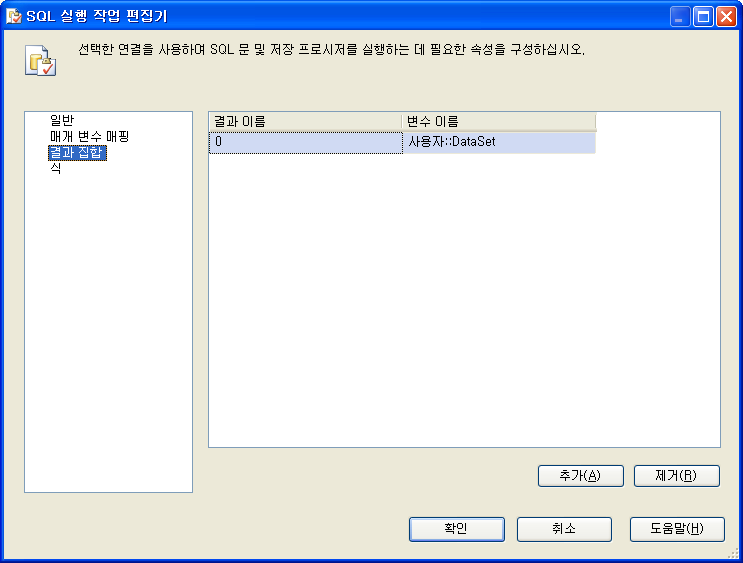 SQL 실행 작업 편집기
선택한 연결을 사용하여 SQL 문 및 저장 프로시저를 실행하는 데 필요한 속성을 구성하십시오.
일반
매개 변수 매핑
결과 집합
식
결과 이름 변수 이름
0 사용자::DataSet
추가(A) 제거(R)
확인 취소 도움말(H)